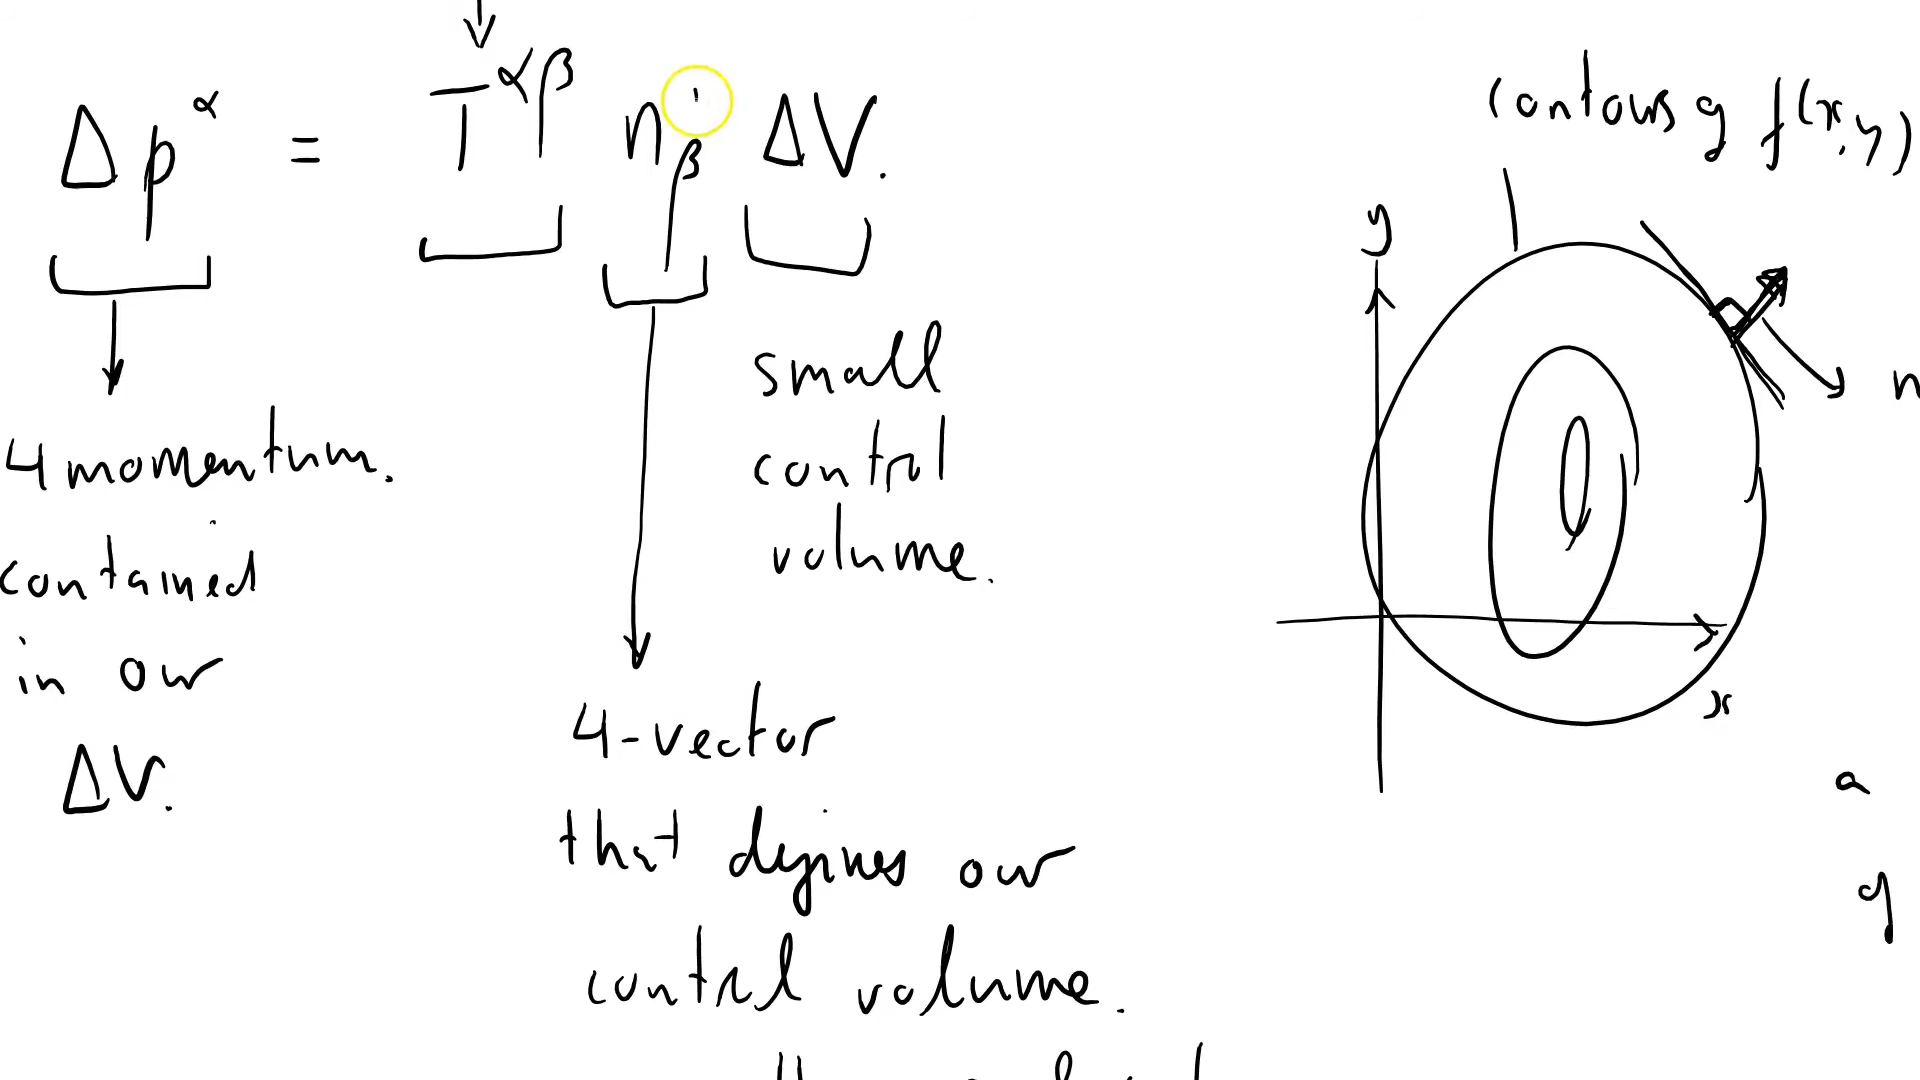 Δp^α = T^{αβ} n_β ΔV.
4 momentum.
contained
in our
ΔV.
small
control
volume.
4-vector
that defines our
control volume.
contours of f(x,y)
y
n
x
a